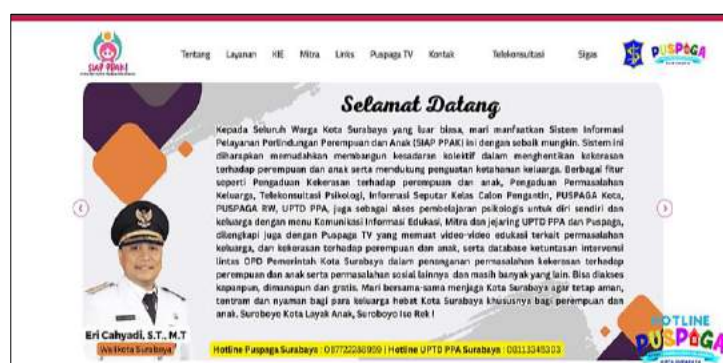 SIAP PPAK!
Tentang Layanan KIE Mitra Links Puspaga TV Kontak Telekonsultasi Sigas
PUSPAGA
Selamat Datang
Kepada Seluruh Warga Kota Surabaya yang luar biasa, mari manfaatkan Sistem Informasi
Pelayanan Perlindungan Perempuan dan Anak (SIAP PPAK) ini dengan sebaik mungkin. Sistem ini
diharapkan memudahkan membangun kesadaran kolektif dalam menghentikan kekerasan
terhadap perempuan dan anak serta mendukung penguatan ketahanan keluarga. Berbagai fitur
seperti Pengaduan Kekerasan terhadap perempuan dan anak, Pengaduan Permasalahan
Keluarga, Telekonsultasi Psikologi, Informasi Seputar Kelas Calon Pengantin, PUSPAGA Kota,
PUSPAGA RW, UPTD PPA, juga sebagai akses pembelajaran psikologis untuk diri sendiri dan
keluarga dengan menu Komunikasi Informasi Edukasi, Mitra dan jejaring UPTD PPA dan Puspaga,
dilengkapi juga dengan Puspaga TV yang memuat video-video edukasi terkait permasalahan
keluarga, dan kekerasan terhadap perempuan dan anak, serta database ketuntasan intervensi
lintas OPD Pemerintah Kota Surabaya dalam penanganan permasalahan kekerasan terhadap
perempuan dan anak serta permasalahan sosial lainnya dan masih banyak yang lain. Bisa diakses
kapanpun, dimanapun dan gratis. Mari bersama-sama menjaga Kota Surabaya agar tetap aman,
tentram dan nyaman bagi para keluarga hebat Kota Surabaya khususnya bagi perempuan dan
anak. Suroboyo Kota Layak Anak, Suroboyo Ise Rek !
Eri Cahyadi, S.T., M.T
Walikota Surabaya
Hotline Puspaga Surabaya : | Hotline UPTD PPA Surabaya :
HOTLINE
PUSPAGA